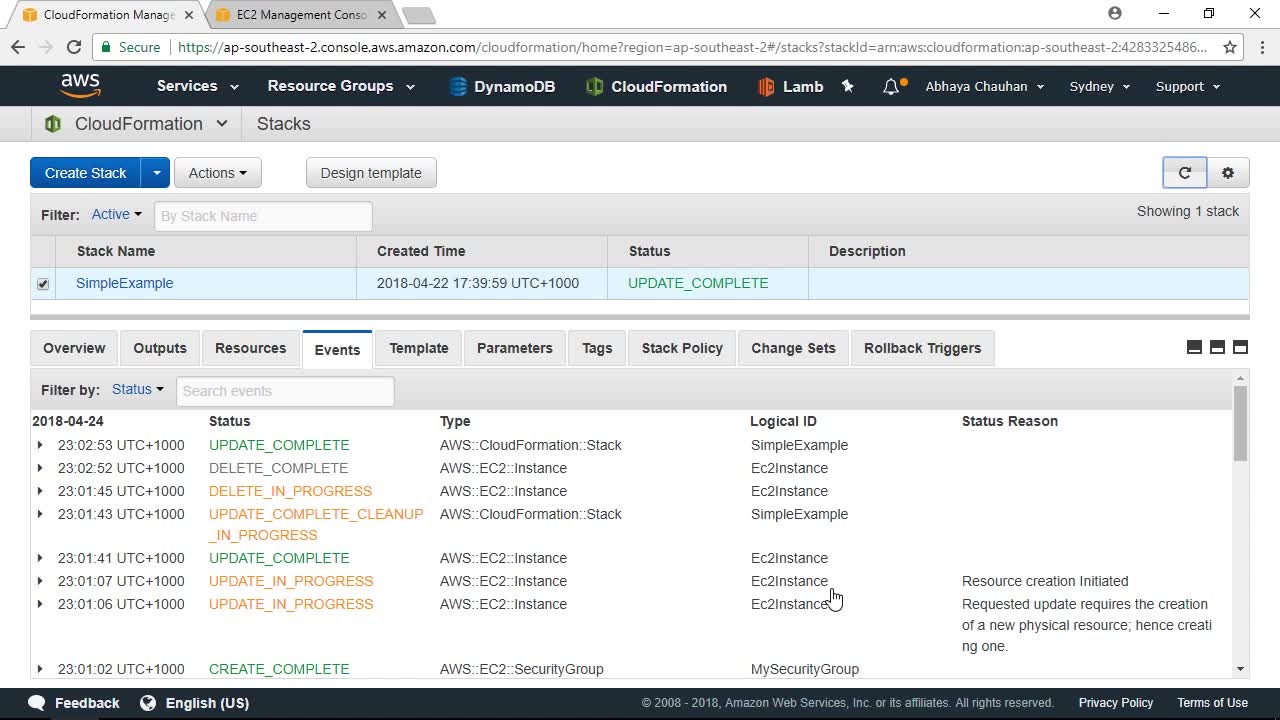 CloudFormation Manage
EC2 Management Conso
Secure
https://ap-southeast-2.console.aws.amazon.com/cloudformation/home?region=ap-southeast-2#/stacks?stackId=arn:aws:cloudformation:ap-southeast-2:4283325486...
aws Services Resource Groups DynamoDB CloudFormation Lamb Abhaya Chauhan Sydney Support
CloudFormation Stacks
Create Stack Actions Design template
Filter: Active By Stack Name Showing 1 stack
Stack Name Created Time Status Description
SimpleExample 2018-04-22 17:39:59 UTC+1000 UPDATE_COMPLETE
Overview Outputs Resources Events Template Parameters Tags Stack Policy Change Sets Rollback Triggers
Filter by: Status Search events
2018-04-24 Status Type Logical ID Status Reason
23:02:53 UTC+1000 UPDATE_COMPLETE AWS::CloudFormation::Stack SimpleExample
23:02:52 UTC+1000 DELETE_COMPLETE AWS::EC2::Instance Ec2Instance
23:01:45 UTC+1000 DELETE_IN_PROGRESS AWS::EC2::Instance Ec2Instance
23:01:43 UTC+1000 UPDATE_COMPLETE_CLEANUP AWS::CloudFormation::Stack SimpleExample
_IN_PROGRESS
23:01:41 UTC+1000 UPDATE_COMPLETE AWS::EC2::Instance Ec2Instance
23:01:07 UTC+1000 UPDATE_IN_PROGRESS AWS::EC2::Instance Ec2Instance Resource creation Initiated
23:01:06 UTC+1000 UPDATE_IN_PROGRESS AWS::EC2::Instance Ec2Instance Requested update requires the creation
of a new physical resource; hence creati
ng one.
23:01:02 UTC+1000 CREATE_COMPLETE AWS::EC2::SecurityGroup MySecurityGroup
Feedback English (US) © 2008 - 2018, Amazon Web Services, Inc. or its affiliates. All rights reserved. Privacy Policy Terms of Use